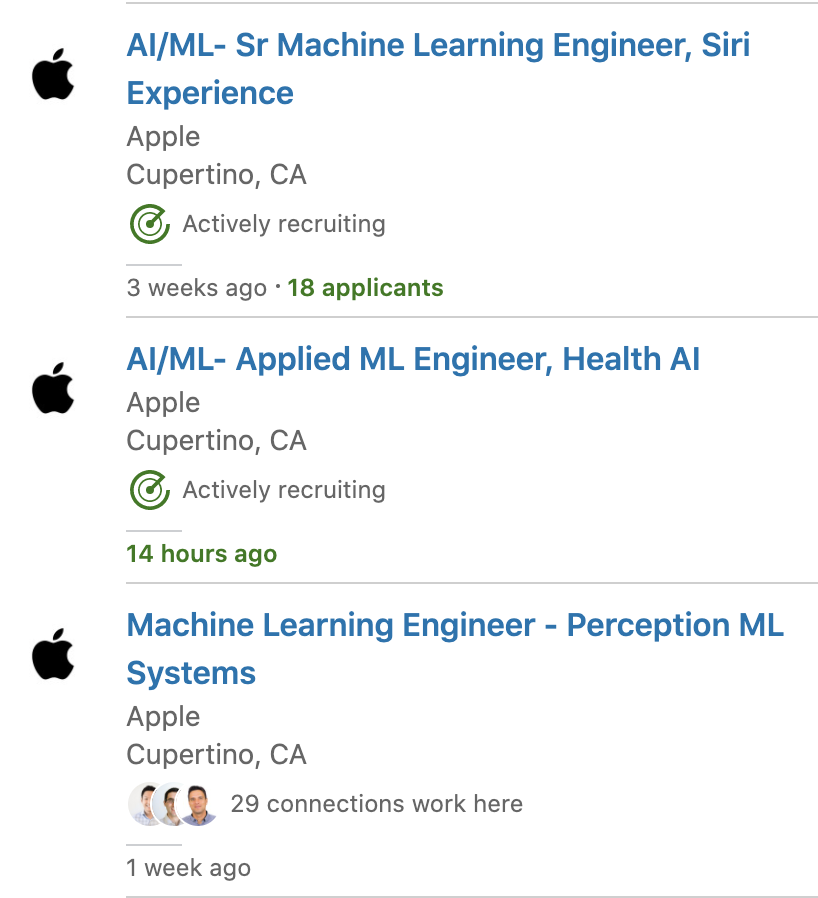 AI/ML- Sr Machine Learning Engineer, Siri
Experience
Apple
Cupertino, CA
Actively recruiting
3 weeks ago · 18 applicants
AI/ML- Applied ML Engineer, Health AI
Apple
Cupertino, CA
Actively recruiting
14 hours ago
Machine Learning Engineer - Perception ML
Systems
Apple
Cupertino, CA
29 connections work here
1 week ago